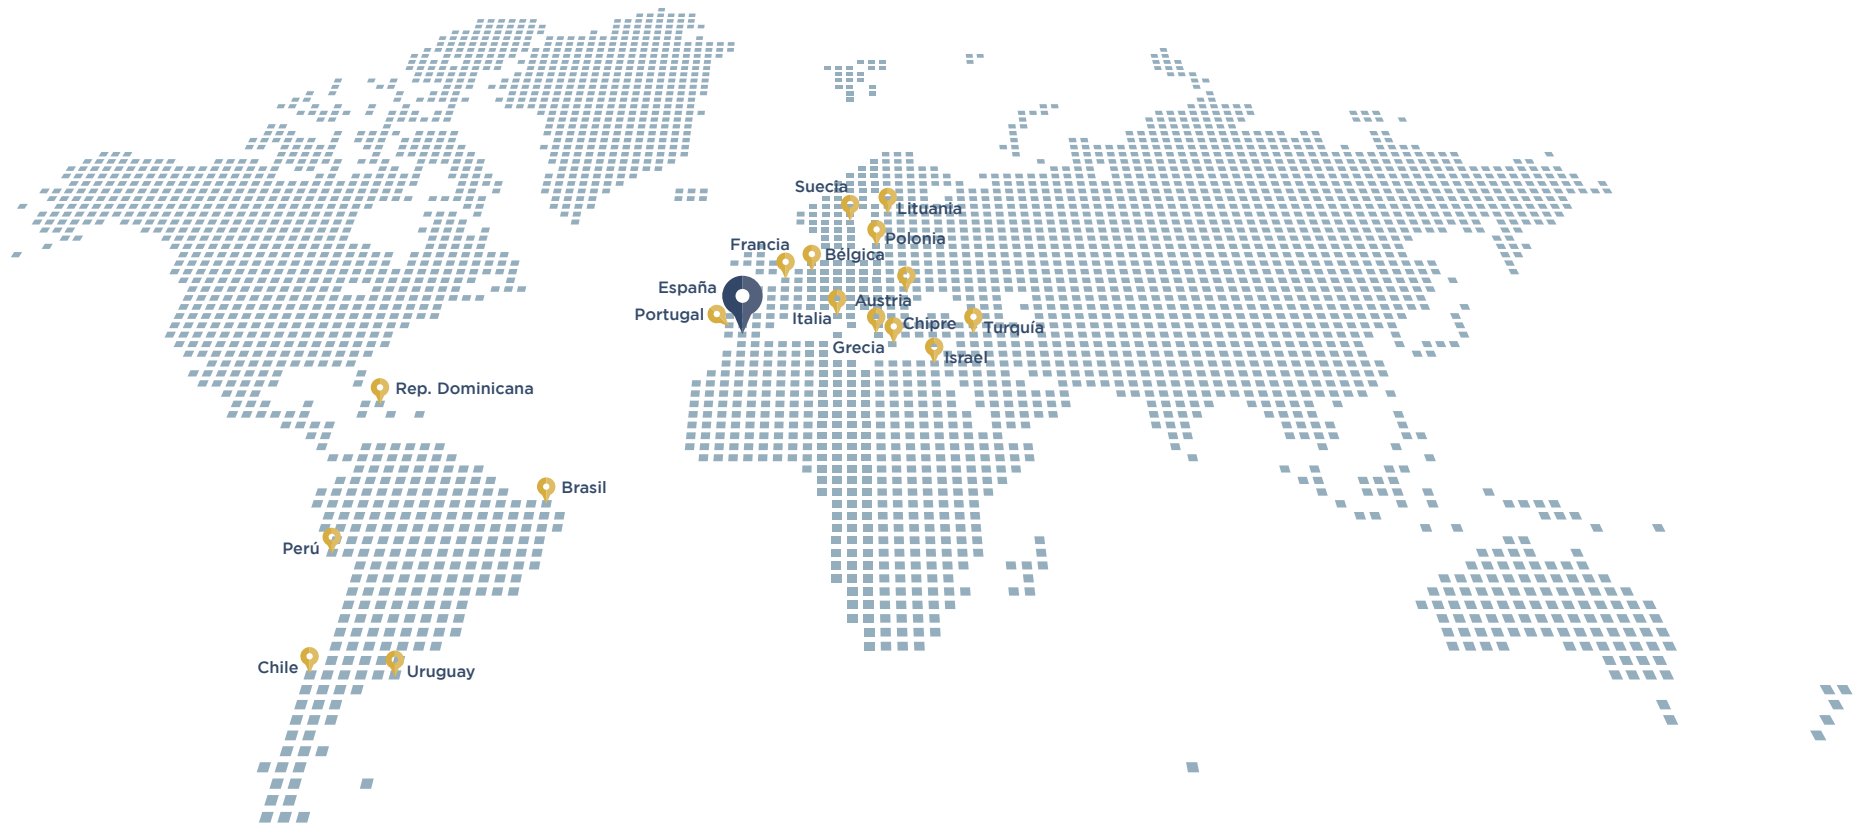 Suecia
Lituania
Polonia
Francia
Bélgica
España
Austria
Portugal
Italia
Chipre
Turquía
Grecia
Israel
Rep. Dominicana
Brasil
Perú
Chile
Uruguay